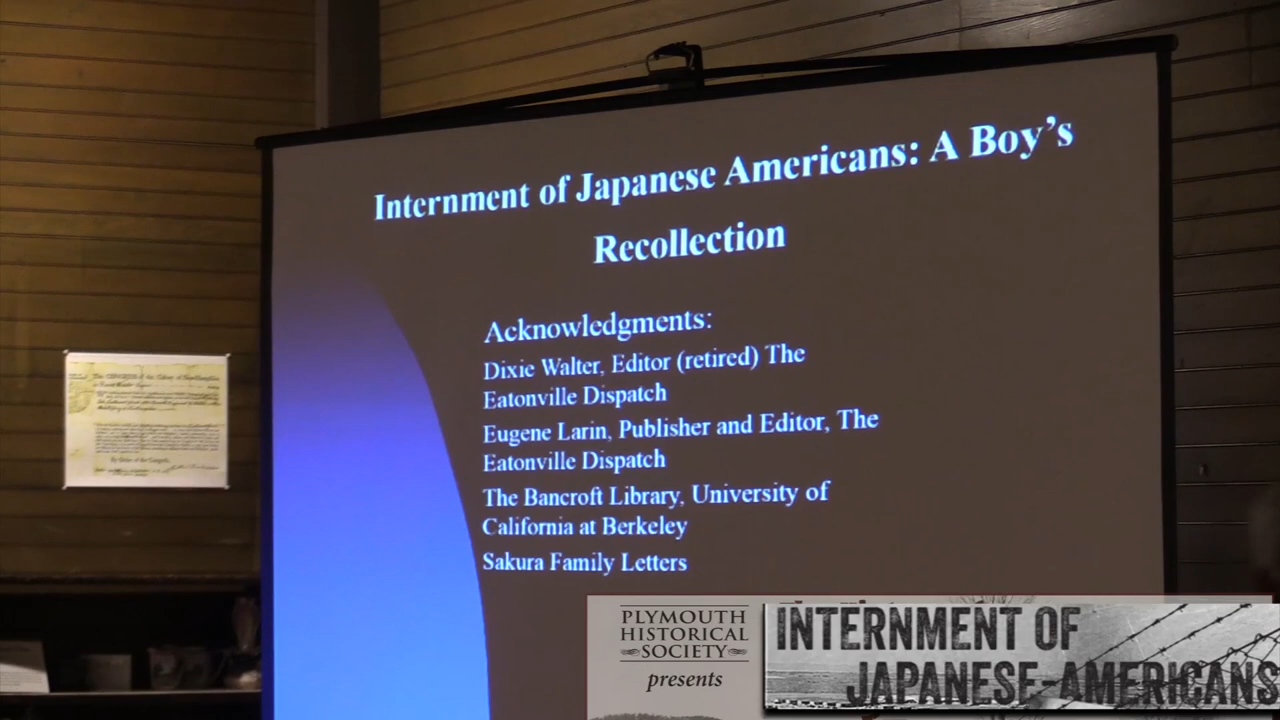 Internment of Japanese Americans: A Boy's
Recollection
Acknowledgments:
Dixie Walter, Editor (retired) The
Eatonville Dispatch
Eugene Larin, Publisher and Editor, The
Eatonville Dispatch
The Bancroft Library, University of
California at Berkeley
Sakura Family Letters
PLYMOUTH
HISTORICAL
SOCIETY
presents
INTERNMENT OF
JAPANESE-AMERICANS